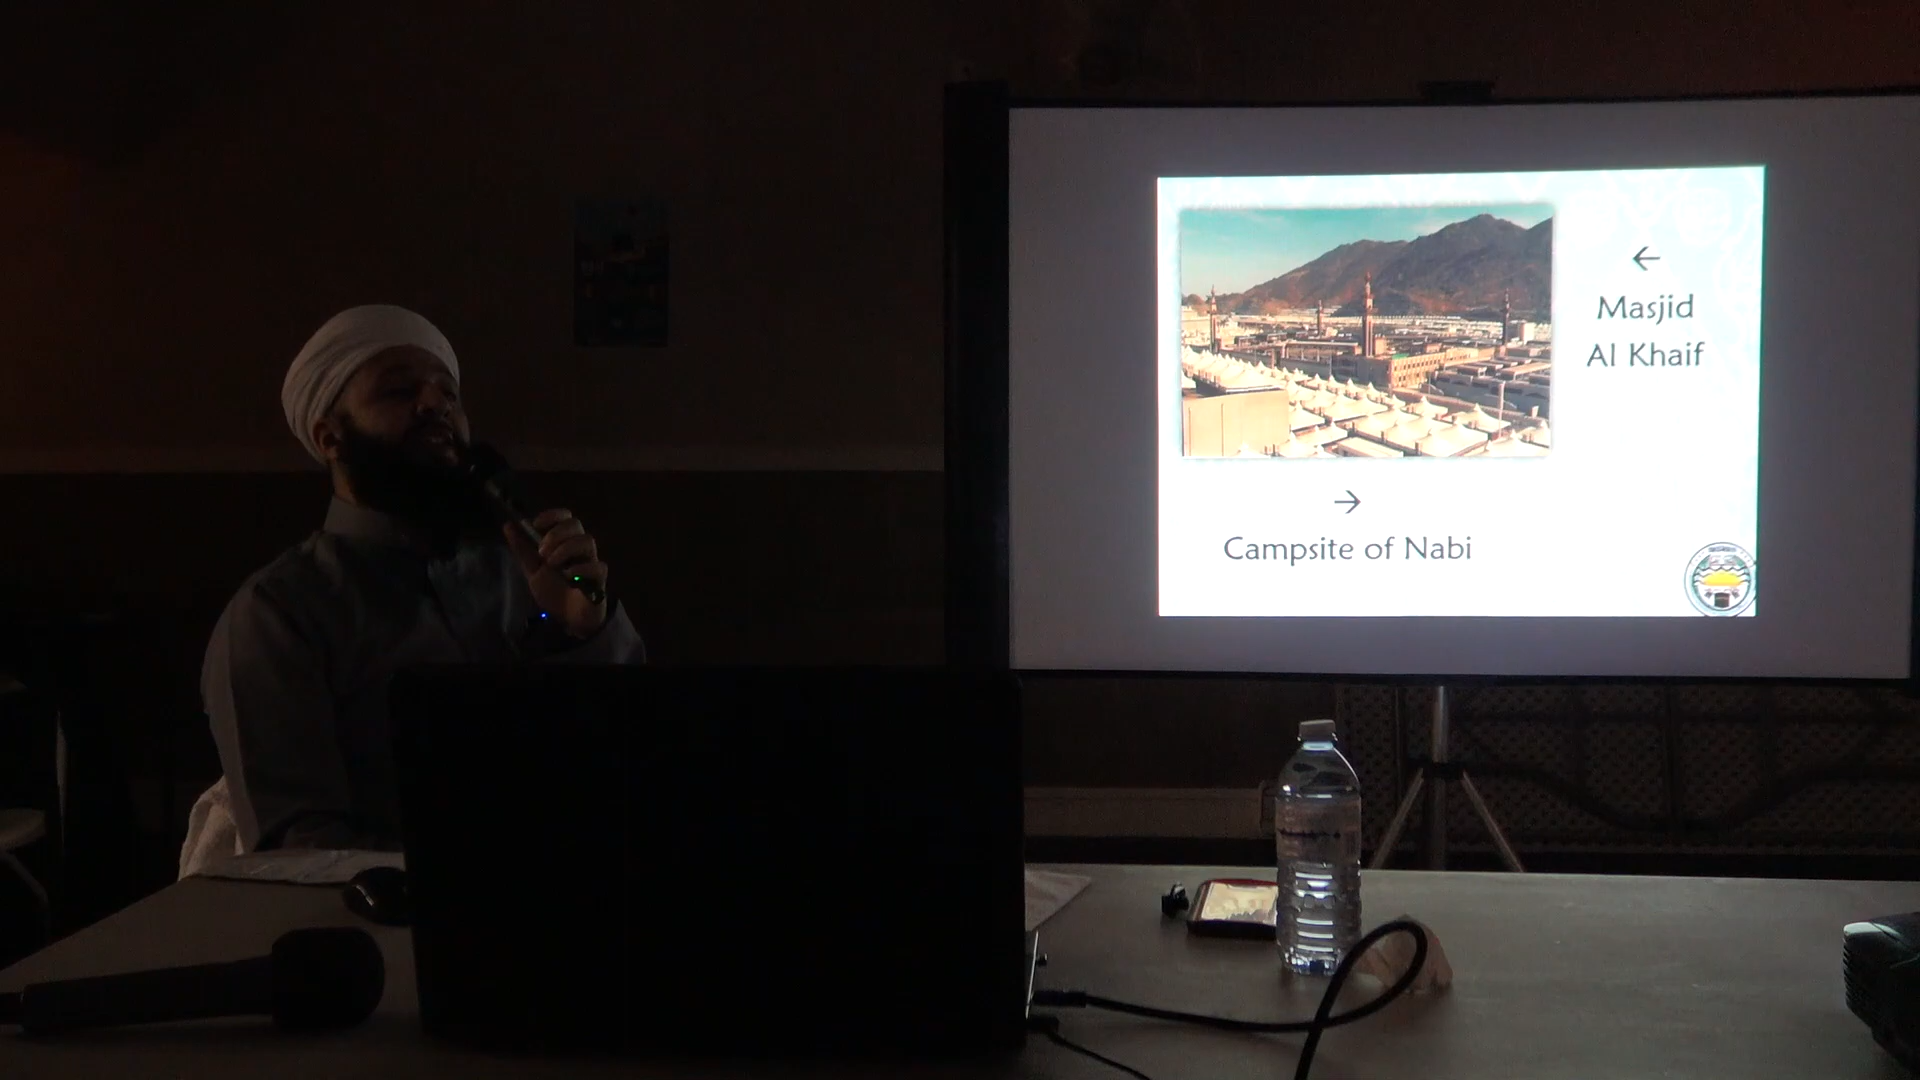 ←
Masjid
Al Khaif
→
Campsite of Nabi